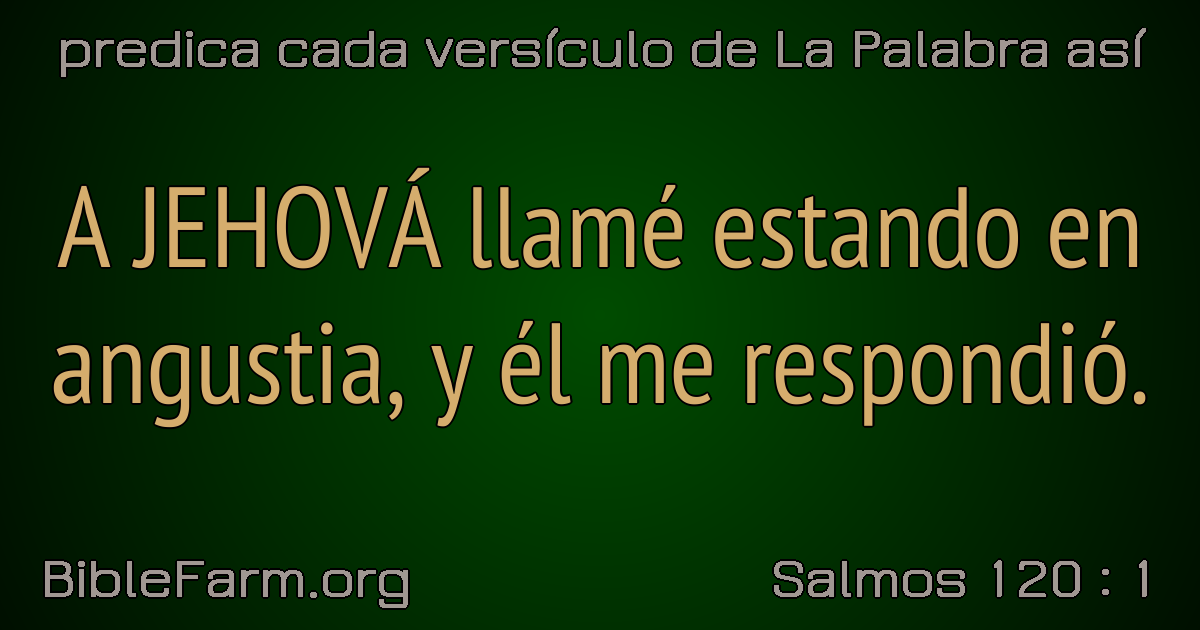 predica cada versículo de La Palabra así
A JEHOVÁ llamé estando en
angustia, y él me respondió.
BibleFarm.org
Salmos 120 : 1